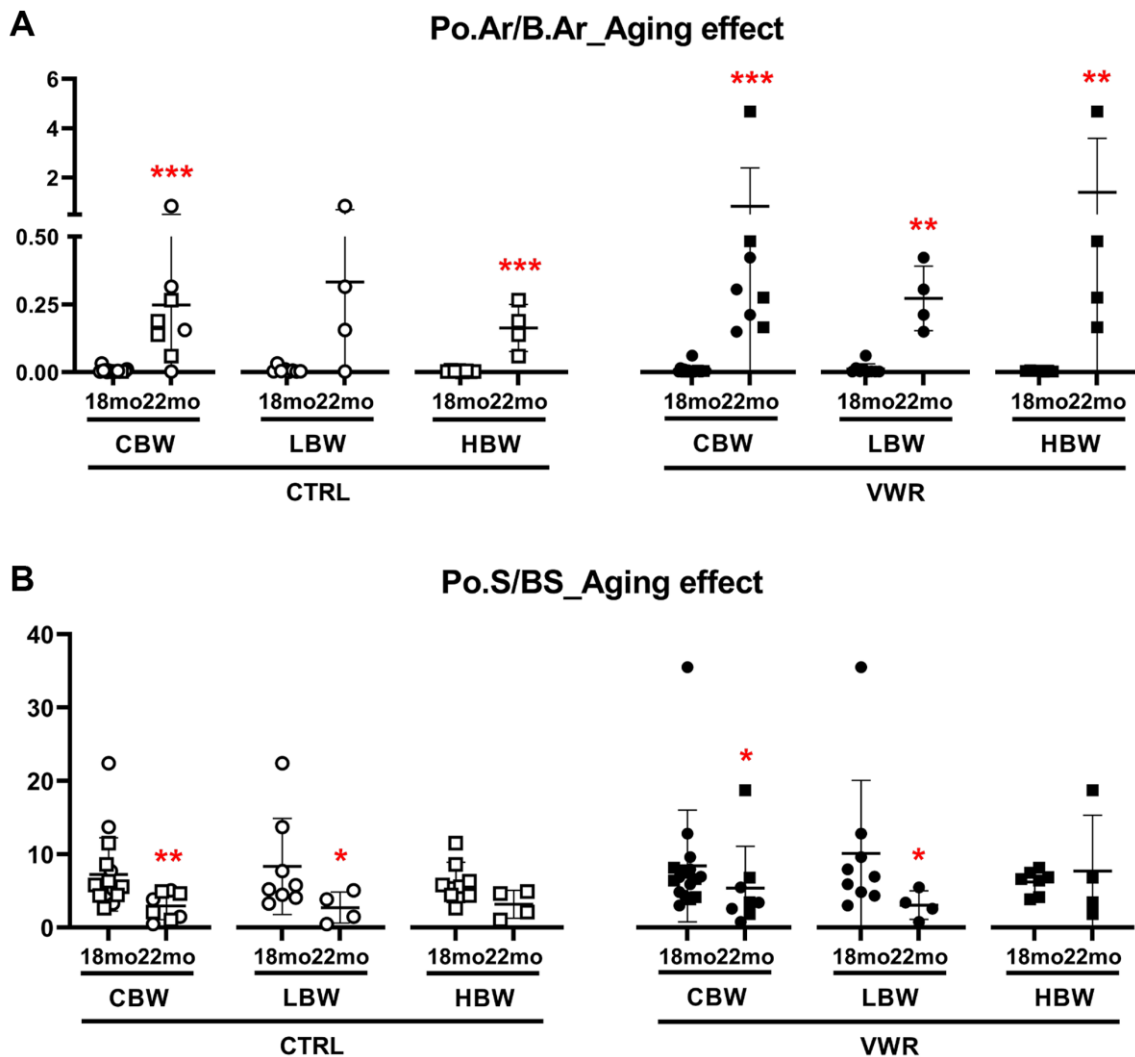 A
Po.Ar/B.Ar_Aging effect
6
4
2
0.50
0.25
0.00
*** *** *** ** **
18mo22mo 18mo22mo 18mo22mo 18mo22mo 18mo22mo 18mo22mo
CBW LBW HBW CBW LBW HBW
CTRL VWR
B
Po.S/BS_Aging effect
40
30
20
10
0
** * * *
18mo22mo 18mo22mo 18mo22mo 18mo22mo 18mo22mo 18mo22mo
CBW LBW HBW CBW LBW HBW
CTRL VWR